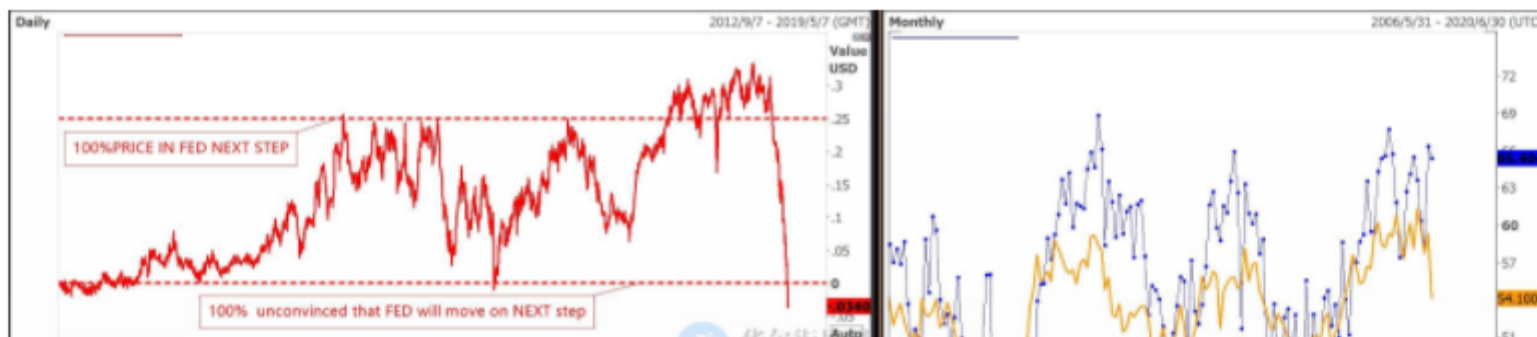 Daily
2012/9/7 - 2019/5/7 (GMT)
Value
USD
.3
.25
.2
.15
.1
.05
0
-.0340
-.05
Auto
100%PRICE IN FED NEXT STEP
100% unconvinced that FED will move on NEXT step
Monthly
2006/5/31 - 2020/6/30 (UTC
72
69
63
60
57
54.100
51